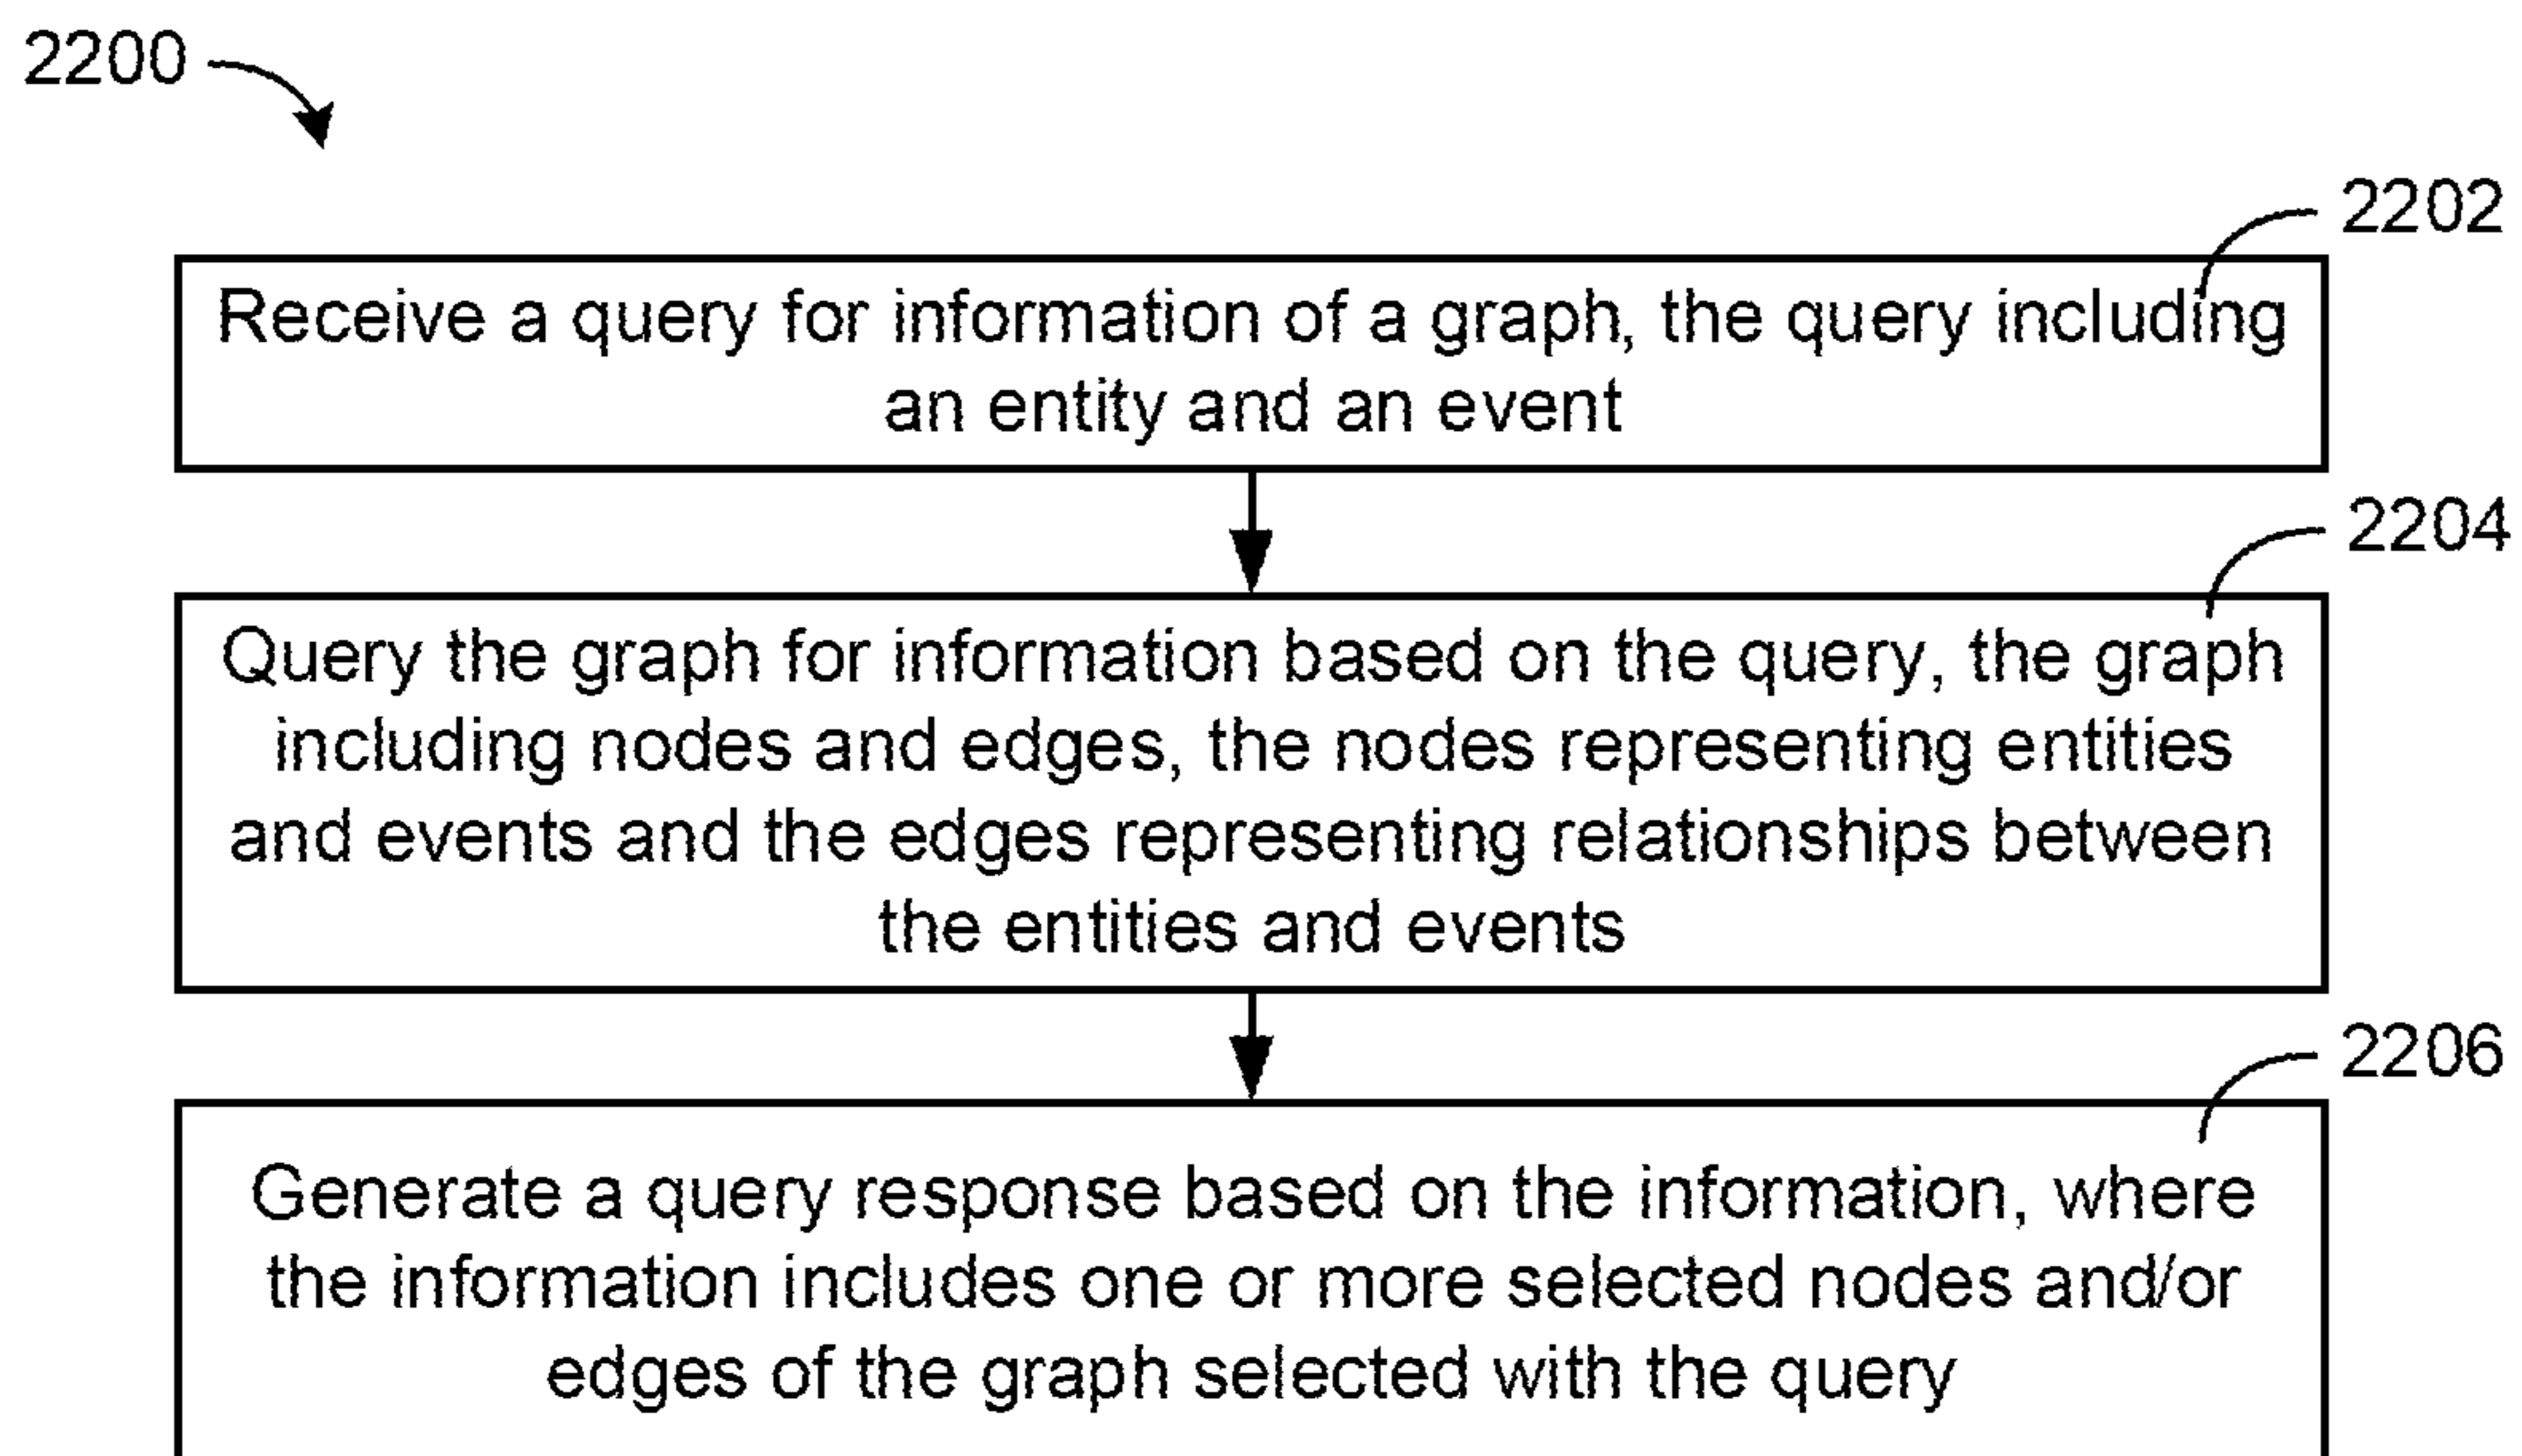 2200
2202
Receive a query for information of a graph, the query including
an entity and an event
2204
Query the graph for information based on the query, the graph
including nodes and edges, the nodes representing entities
and events and the edges representing relationships between
the entities and events
2206
Generate a query response based on the information, where
the information includes one or more selected nodes and/or
edges of the graph selected with the query